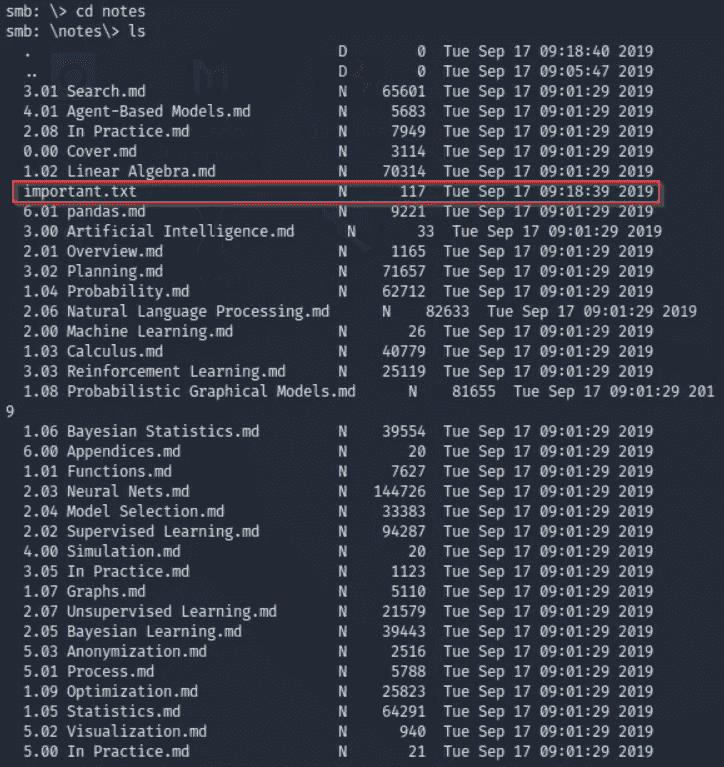 smb: \> cd notes
smb: \notes\> ls
  .                                   D        0  Tue Sep 17 09:18:40 2019
  ..                                  D        0  Tue Sep 17 09:05:47 2019
  3.01 Search.md                      N    65601  Tue Sep 17 09:01:29 2019
  4.01 Agent-Based Models.md          N     5683  Tue Sep 17 09:01:29 2019
  2.08 In Practice.md                 N     7949  Tue Sep 17 09:01:29 2019
  0.00 Cover.md                       N     3114  Tue Sep 17 09:01:29 2019
  1.02 Linear Algebra.md              N    70314  Tue Sep 17 09:01:29 2019
  important.txt                       N      117  Tue Sep 17 09:18:39 2019
  6.01 pandas.md                      N     9221  Tue Sep 17 09:01:29 2019
  3.00 Artificial Intelligence.md      N       33  Tue Sep 17 09:01:29 2019
  2.01 Overview.md                    N     1165  Tue Sep 17 09:01:29 2019
  3.02 Planning.md                    N    71657  Tue Sep 17 09:01:29 2019
  1.04 Probability.md                 N    62712  Tue Sep 17 09:01:29 2019
  2.06 Natural Language Processing.md      N    82633  Tue Sep 17 09:01:29 2019
  2.00 Machine Learning.md            N       26  Tue Sep 17 09:01:29 2019
  1.03 Calculus.md                    N    40779  Tue Sep 17 09:01:29 2019
  3.03 Reinforcement Learning.md      N    25119  Tue Sep 17 09:01:29 2019
  1.08 Probabilistic Graphical Models.md      N    81655  Tue Sep 17 09:01:29 201
9
  1.06 Bayesian Statistics.md         N    39554  Tue Sep 17 09:01:29 2019
  6.00 Appendices.md                  N       20  Tue Sep 17 09:01:29 2019
  1.01 Functions.md                   N     7627  Tue Sep 17 09:01:29 2019
  2.03 Neural Nets.md                 N   144726  Tue Sep 17 09:01:29 2019
  2.04 Model Selection.md             N    33383  Tue Sep 17 09:01:29 2019
  2.02 Supervised Learning.md         N    94287  Tue Sep 17 09:01:29 2019
  4.00 Simulation.md                  N       20  Tue Sep 17 09:01:29 2019
  3.05 In Practice.md                 N     1123  Tue Sep 17 09:01:29 2019
  1.07 Graphs.md                      N     5110  Tue Sep 17 09:01:29 2019
  2.07 Unsupervised Learning.md       N    21579  Tue Sep 17 09:01:29 2019
  2.05 Bayesian Learning.md           N    39443  Tue Sep 17 09:01:29 2019
  5.03 Anonymization.md               N     2516  Tue Sep 17 09:01:29 2019
  5.01 Process.md                     N     5788  Tue Sep 17 09:01:29 2019
  1.09 Optimization.md                N    25823  Tue Sep 17 09:01:29 2019
  1.05 Statistics.md                  N    64291  Tue Sep 17 09:01:29 2019
  5.02 Visualization.md               N      940  Tue Sep 17 09:01:29 2019
  5.00 In Practice.md                 N       21  Tue Sep 17 09:01:29 2019